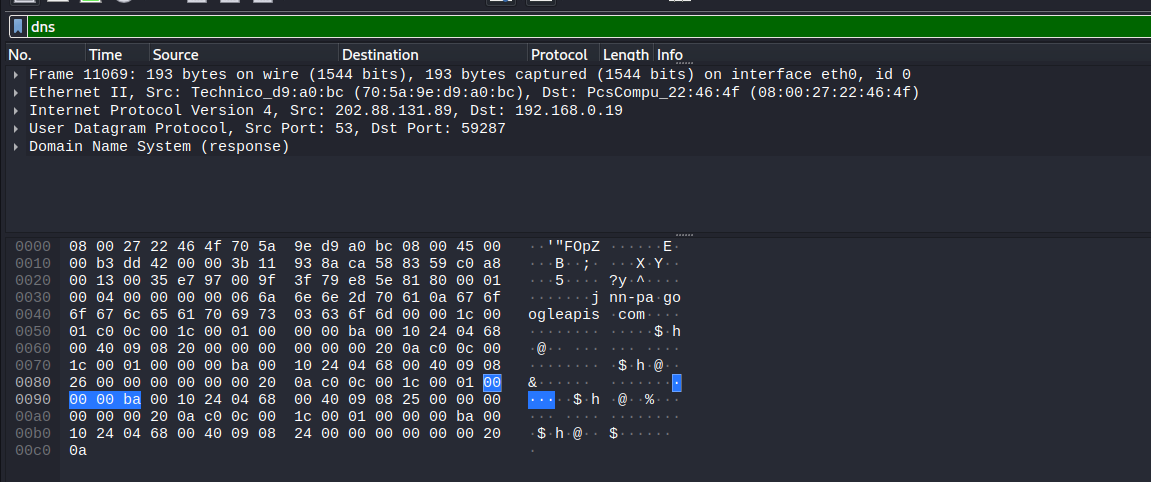 dns
No. Time Source Destination Protocol Length Info
Frame 11069: 193 bytes on wire (1544 bits), 193 bytes captured (1544 bits) on interface eth0, id 0
Ethernet II, Src: Technico_d9:a0:bc (70:5a:9e:d9:a0:bc), Dst: PcsCompu_22:46:4f (08:00:27:22:46:4f)
Internet Protocol Version 4, Src: 202.88.131.89, Dst: 192.168.0.19
User Datagram Protocol, Src Port: 53, Dst Port: 59287
Domain Name System (response)
0000 08 00 27 22 46 4f 70 5a 9e d9 a0 bc 08 00 45 00 ··'"FOpZ ······E·
0010 00 b3 dd 42 00 00 3b 11 93 8a ca 58 83 59 c0 a8 ···B··;· ···X·Y··
0020 00 13 00 35 e7 97 00 9f 3f 79 e8 5e 81 80 00 01 ···5···· ?y·^····
0030 00 04 00 00 00 00 06 6a 6e 6e 2d 70 61 0a 67 6f ·······j nn-pa·go
0040 6f 67 6c 65 61 70 69 73 03 63 6f 6d 00 00 1c 00 ogleapis ·com····
0050 01 c0 0c 00 1c 00 01 00 00 00 ba 00 10 24 04 68 ········ ·····$·h
0060 00 40 09 08 20 00 00 00 00 00 00 20 0a c0 0c 00 ·@·· ··· ··· ····
0070 1c 00 01 00 00 00 ba 00 10 24 04 68 00 40 09 08 ········ ·$·h·@··
0080 26 00 00 00 00 00 00 20 0a c0 0c 00 1c 00 01 00 &······ ········
0090 00 00 ba 00 10 24 04 68 00 40 09 08 25 00 00 00 ·····$·h ·@··%···
00a0 00 00 00 20 0a c0 0c 00 1c 00 01 00 00 00 ba 00 ··· ···· ········
00b0 10 24 04 68 00 40 09 08 24 00 00 00 00 00 00 20 ·$·h·@·· $······
00c0 0a ·